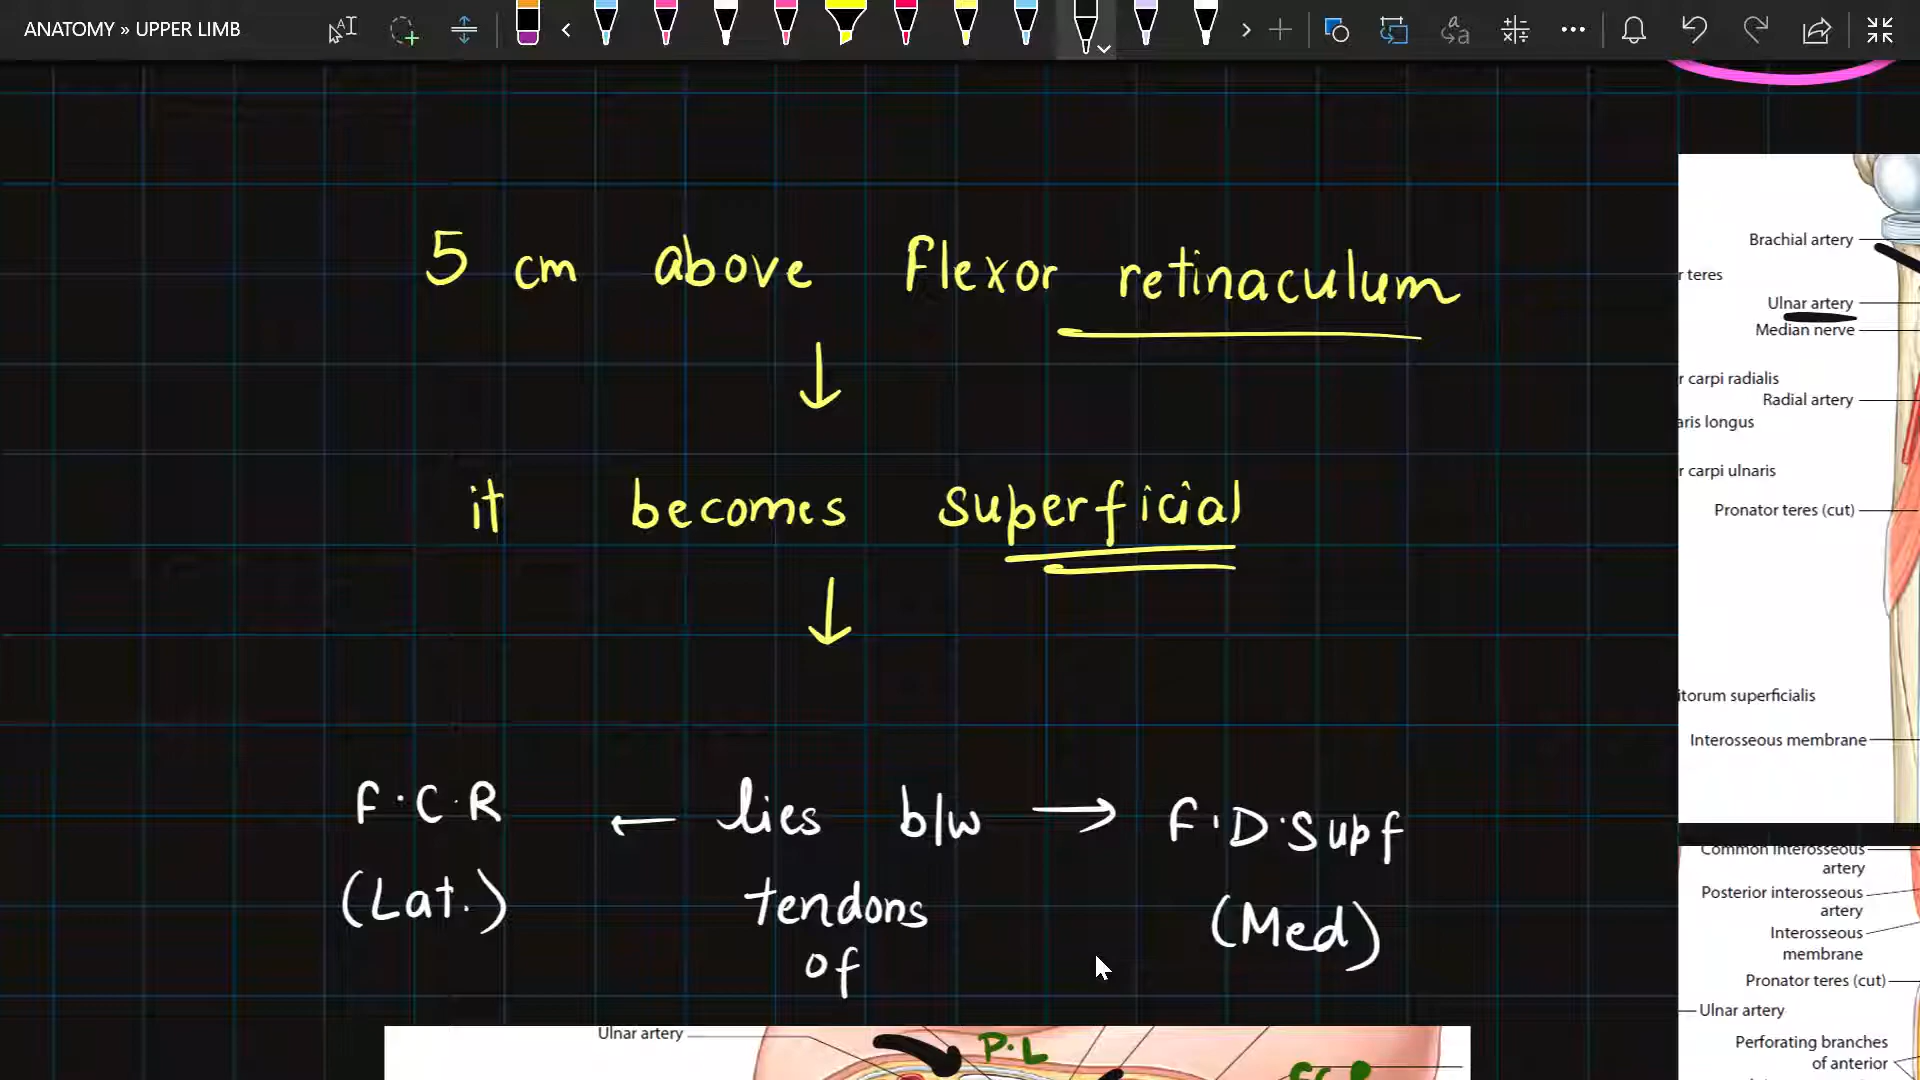 ANATOMY » UPPER LIMB
5 cm above flexor retinaculum
↓
it becomes superficial
↓
F.C.R ← lies b/w → F.D.Supf
(Lat.) tendons (Med)
of
Ulnar artery
P.L
Brachial artery
r teres
Ulnar artery
Median nerve
r carpi radialis
Radial artery
aris longus
r carpi ulnaris
Pronator teres (cut)
itorum superficialis
Interosseous membrane
Common interosseous
artery
Posterior interosseous
artery
Interosseous
membrane
Pronator teres (cut)
Ulnar artery
Perforating branches
of anterior